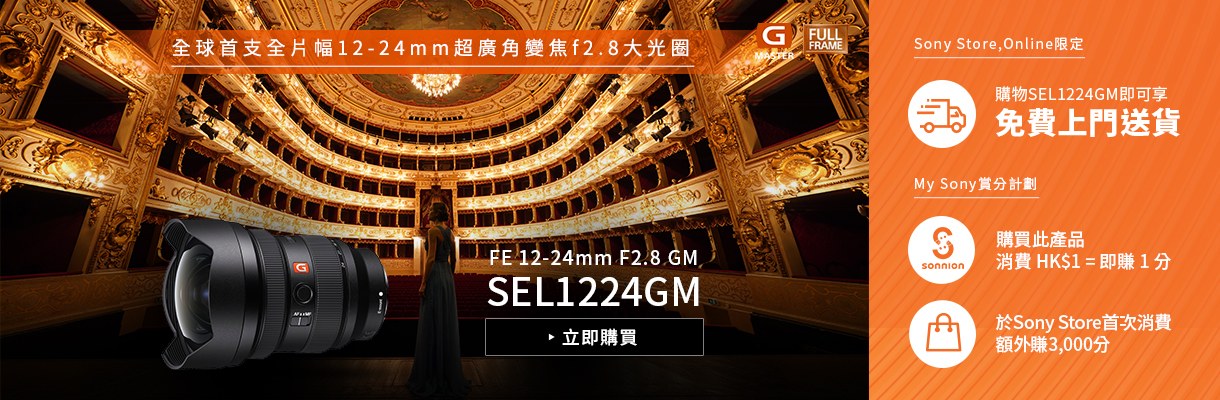 全球首支全片幅12-24mm超廣角變焦f2.8大光圈
G
MASTER
FULL
FRAME
G
AF MF
FE 12-24mm F2.8 GM
SEL1224GM
立即購買
Sony Store,Online限定
購物SEL1224GM即可享
免費上門送貨
My Sony賞分計劃
sonnion
購買此產品
消費 HK$1 = 即賺 1 分
於Sony Store首次消費
額外賺3,000分